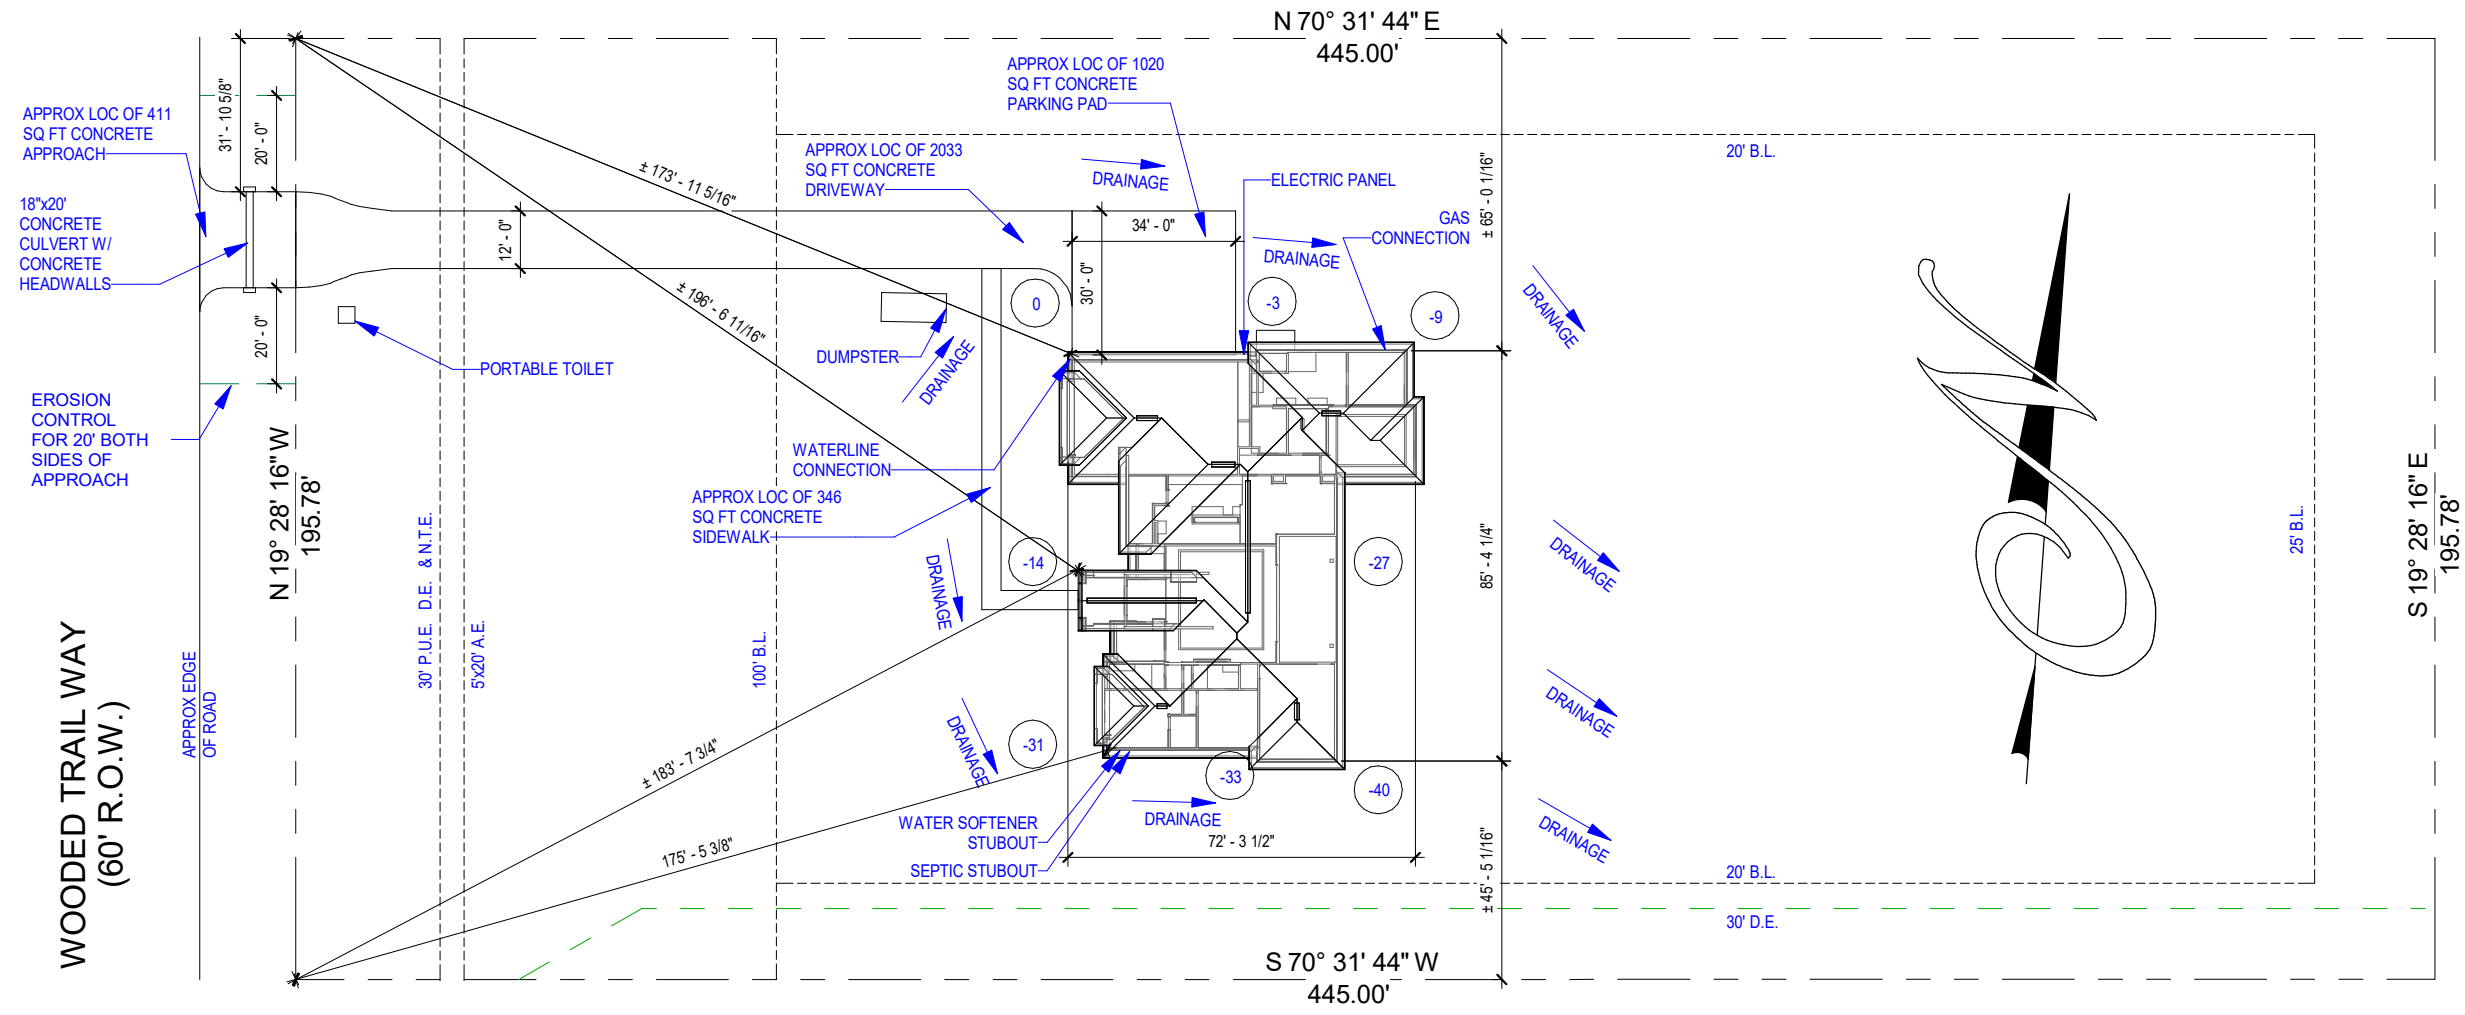 N 70° 31' 44" E
445.00'
APPROX LOC OF 1020
SQ FT CONCRETE
PARKING PAD
31' - 10 5/8"
20' - 0"
APPROX LOC OF 411
SQ FT CONCRETE
APPROACH
APPROX LOC OF 2033
SQ FT CONCRETE
DRIVEWAY
DRAINAGE
ELECTRIC PANEL
20' B.L.
± 173' - 11 5/16"
± 65' - 0 1/16"
18"x20'
CONCRETE
CULVERT W/
CONCRETE
HEADWALLS
12' - 0"
34' - 0"
GAS
CONNECTION
DRAINAGE
30' - 0"
± 196' - 6 11/16"
0
-3
-9
DRAINAGE
20' - 0"
PORTABLE TOILET
DUMPSTER
DRAINAGE
EROSION
CONTROL
FOR 20' BOTH
SIDES OF
APPROACH
N 19° 28' 16" W
195.78'
WATERLINE
CONNECTION
APPROX LOC OF 346
SQ FT CONCRETE
SIDEWALK
30' P.U.E. D.E. & N.T.E.
5'x20' A.E.
100' B.L.
-14
-27
DRAINAGE
85' - 4 1/4"
DRAINAGE
25' B.L.
S 19° 28' 16" E
195.78'
WOODED TRAIL WAY
(60' R.O.W.)
APPROX EDGE
OF ROAD
DRAINAGE
DRAINAGE
-31
-33
-40
± 183' - 7 3/4"
175' - 5 3/8"
WATER SOFTENER
STUBOUT
SEPTIC STUBOUT
DRAINAGE
72' - 3 1/2"
DRAINAGE
± 45' - 5 1/16"
20' B.L.
30' D.E.
S 70° 31' 44" W
445.00'